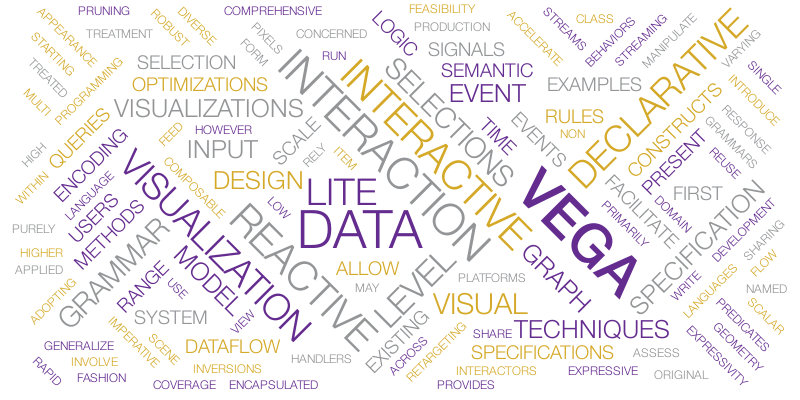 APPEARANCE
PRUNING
ROBUST
DIVERSE
COMPREHENSIVE
FEASIBILITY
STREAMS
CLASS
STARTING
TREATMENT
PIXELS
FORM
CONCERNED
LOGIC
PRODUCTION
ACCELERATE
BEHAVIORS
STREAMING
MANIPULATE
VARYING
TREATED
MULTI
PROGRAMMING
SELECTION
RUN
SIGNALS
SEMANTIC
SINGLE
OPTIMIZATIONS
INTERACTION
INTERACTIVE
SELECTIONS
EVENT
EXAMPLES
DECLARATIVE
INTRODUCE
VISUALIZATIONS
HIGH
QUERIES
FEED
HOWEVER
SCALE
TIME
EVENTS
RULES
NON
CONSTRUCTS
RESPONSE
GRAMMARS
WITHIN
ENCODING
LANGUAGE
INPUT
RELY
ITEM
PRESENT
REUSE
USERS
METHODS
VISUALIZATION
COMPOSABLE
DESIGN
LITE
VEGA
FACILITATE
PRIMARILY
DOMAIN
FIRST
DEVELOPMENT
PURELY
GRAMMAR
LOW
DATA
SPECIFICATION
SHARING
HIGHER
APPLIED
RANGE
USE
MODEL
REACTIVE
ALLOW
MAY
LEVEL
PLATFORMS
GRAPH
WRITE
LANGUAGES
FLOW
NAMED
ADOPTING
SYSTEM
VIEW
VISUAL
SCALAR
GENERALIZE
IMPERATIVE
SCENE
DATAFLOW
EXISTING
ACROSS
RETARGETING
SHARE
TECHNIQUES
PREDICATES
GEOMETRY
EXPRESSIVITY
INVOLVE
INVERSIONS
HANDLERS
SPECIFICATIONS
ASSESS
RAPID
FASHION
COVERAGE
ENCAPSULATED
INTERACTORS
PROVIDES
EXPRESSIVE
ORIGINAL